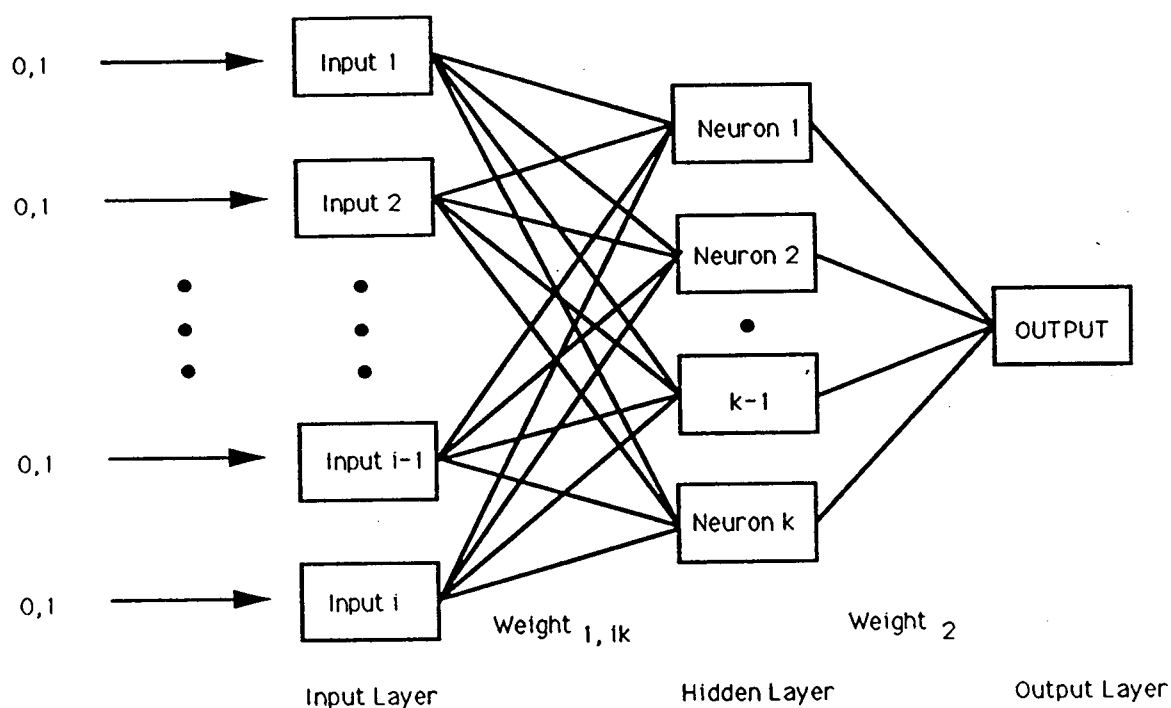 0,1
Input 1
Neuron 1
0,1
Input 2
Neuron 2
OUTPUT
k-1
0,1
Input i-1
Neuron k
0,1
Input i
Weight 1, ik
Weight 2
Input Layer
Hidden Layer
Output Layer